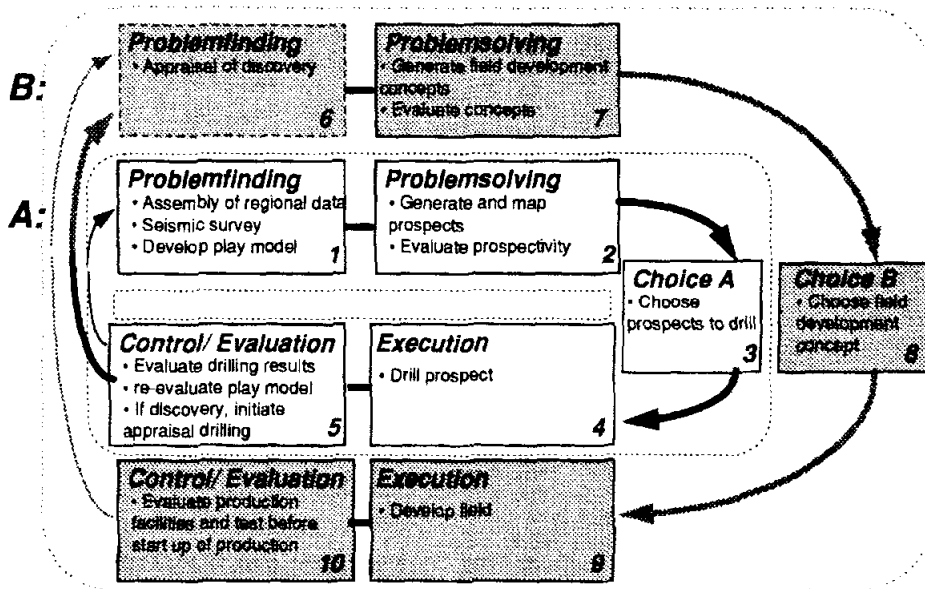 B:
Problemfinding
• Appraisal of discovery
6
Problemsolving
• Generate field development
concepts
• Evaluate concepts
7
A:
Problemfinding
• Assembly of regional data
• Seismic survey
• Develop play model
1
Problemsolving
• Generate and map
prospects
• Evaluate prospectivity
2
Choice A
• Choose
prospects to drill
3
Choice B
• Choose field
development
concept
8
Control/ Evaluation
• Evaluate drilling results
• re-evaluate play model
• If discovery, initiate
appraisal drilling
5
Execution
• Drill prospect
4
Control/ Evaluation
• Evaluate production
facilities and test before
start up of production
10
Execution
• Develop field
9